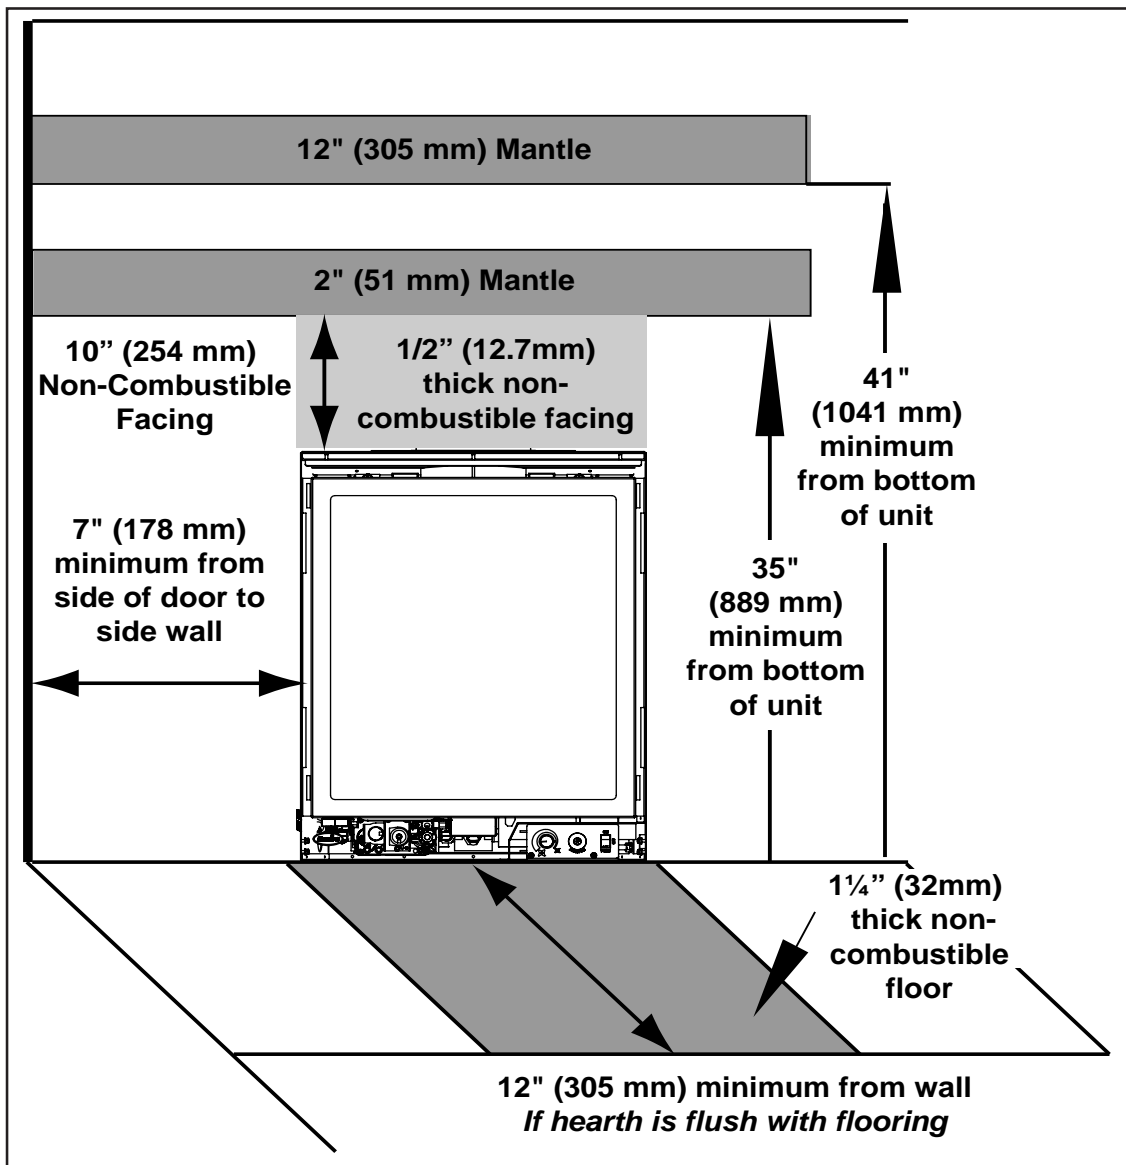 12" (305 mm) Mantle
2" (51 mm) Mantle
10” (254 mm)
Non-Combustible
Facing
1/2” (12.7mm)
thick non-
combustible facing
41"
(1041 mm)
minimum
from bottom
of unit
7" (178 mm)
minimum from
side of door to
side wall
35"
(889 mm)
minimum
from bottom
of unit
1¼” (32mm)
thick non-
combustible
floor
12" (305 mm) minimum from wall
If hearth is flush with flooring